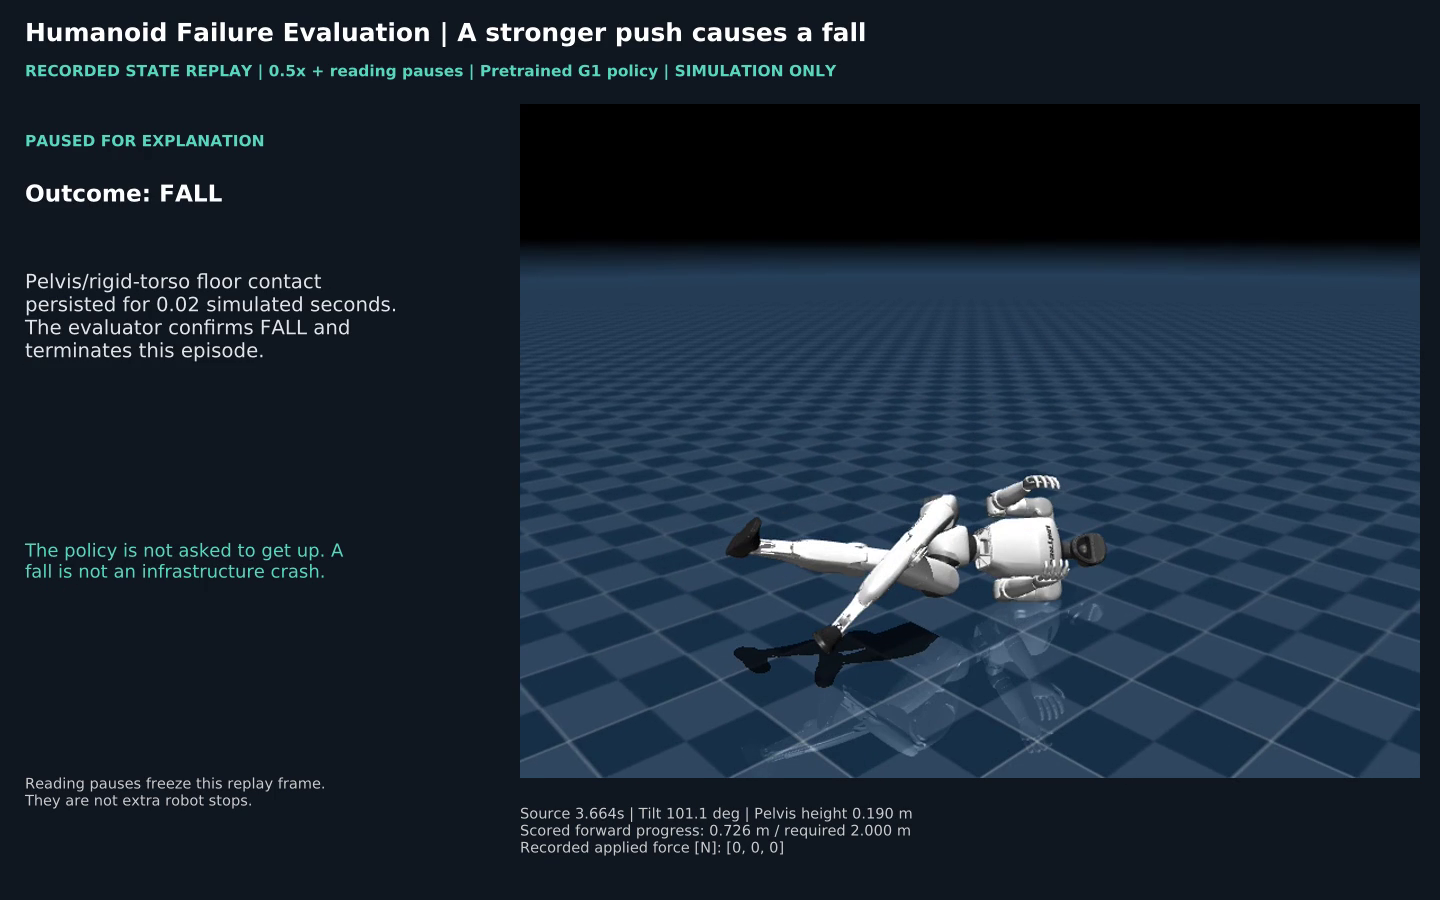 Humanoid Failure Evaluation | A stronger push causes a fall
RECORDED STATE REPLAY | 0.5x + reading pauses | Pretrained G1 policy | SIMULATION ONLY
PAUSED FOR EXPLANATION
Outcome: FALL
Pelvis/rigid-torso floor contact
persisted for 0.02 simulated seconds.
The evaluator confirms FALL and
terminates this episode.
The policy is not asked to get up. A
fall is not an infrastructure crash.
Reading pauses freeze this replay frame.
They are not extra robot stops.
Source 3.664s | Tilt 101.1 deg | Pelvis height 0.190 m
Scored forward progress: 0.726 m / required 2.000 m
Recorded applied force [N]: [0, 0, 0]